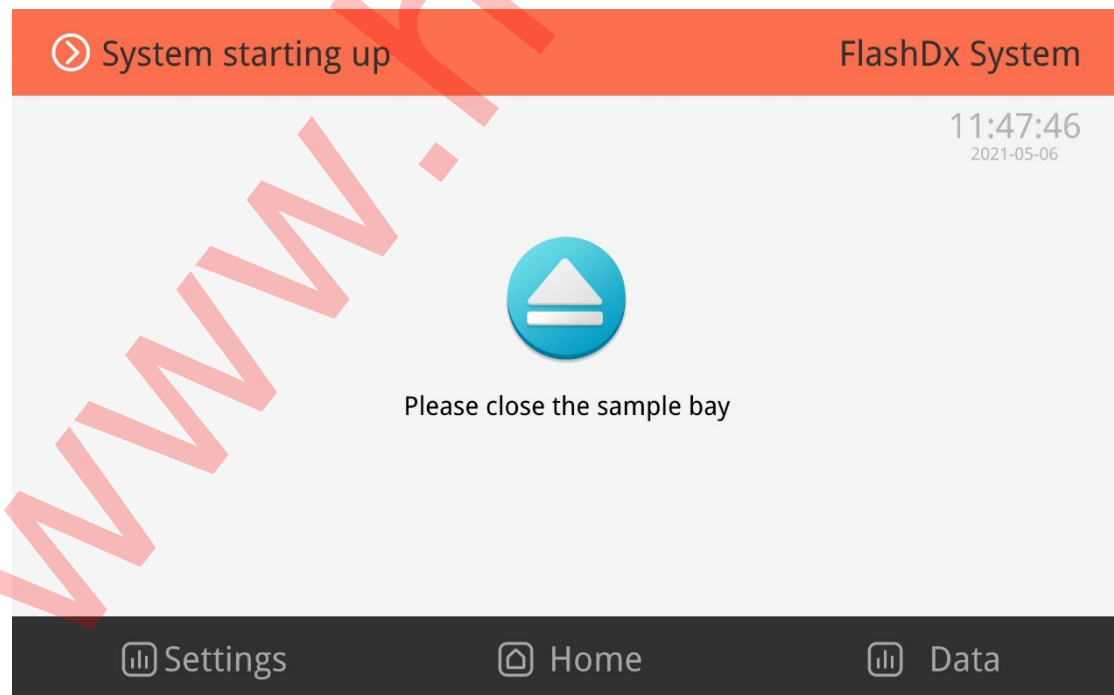 System starting up
FlashDx System
11:47:46
2021-05-06
Please close the sample bay
Settings
Home
Data
www.h